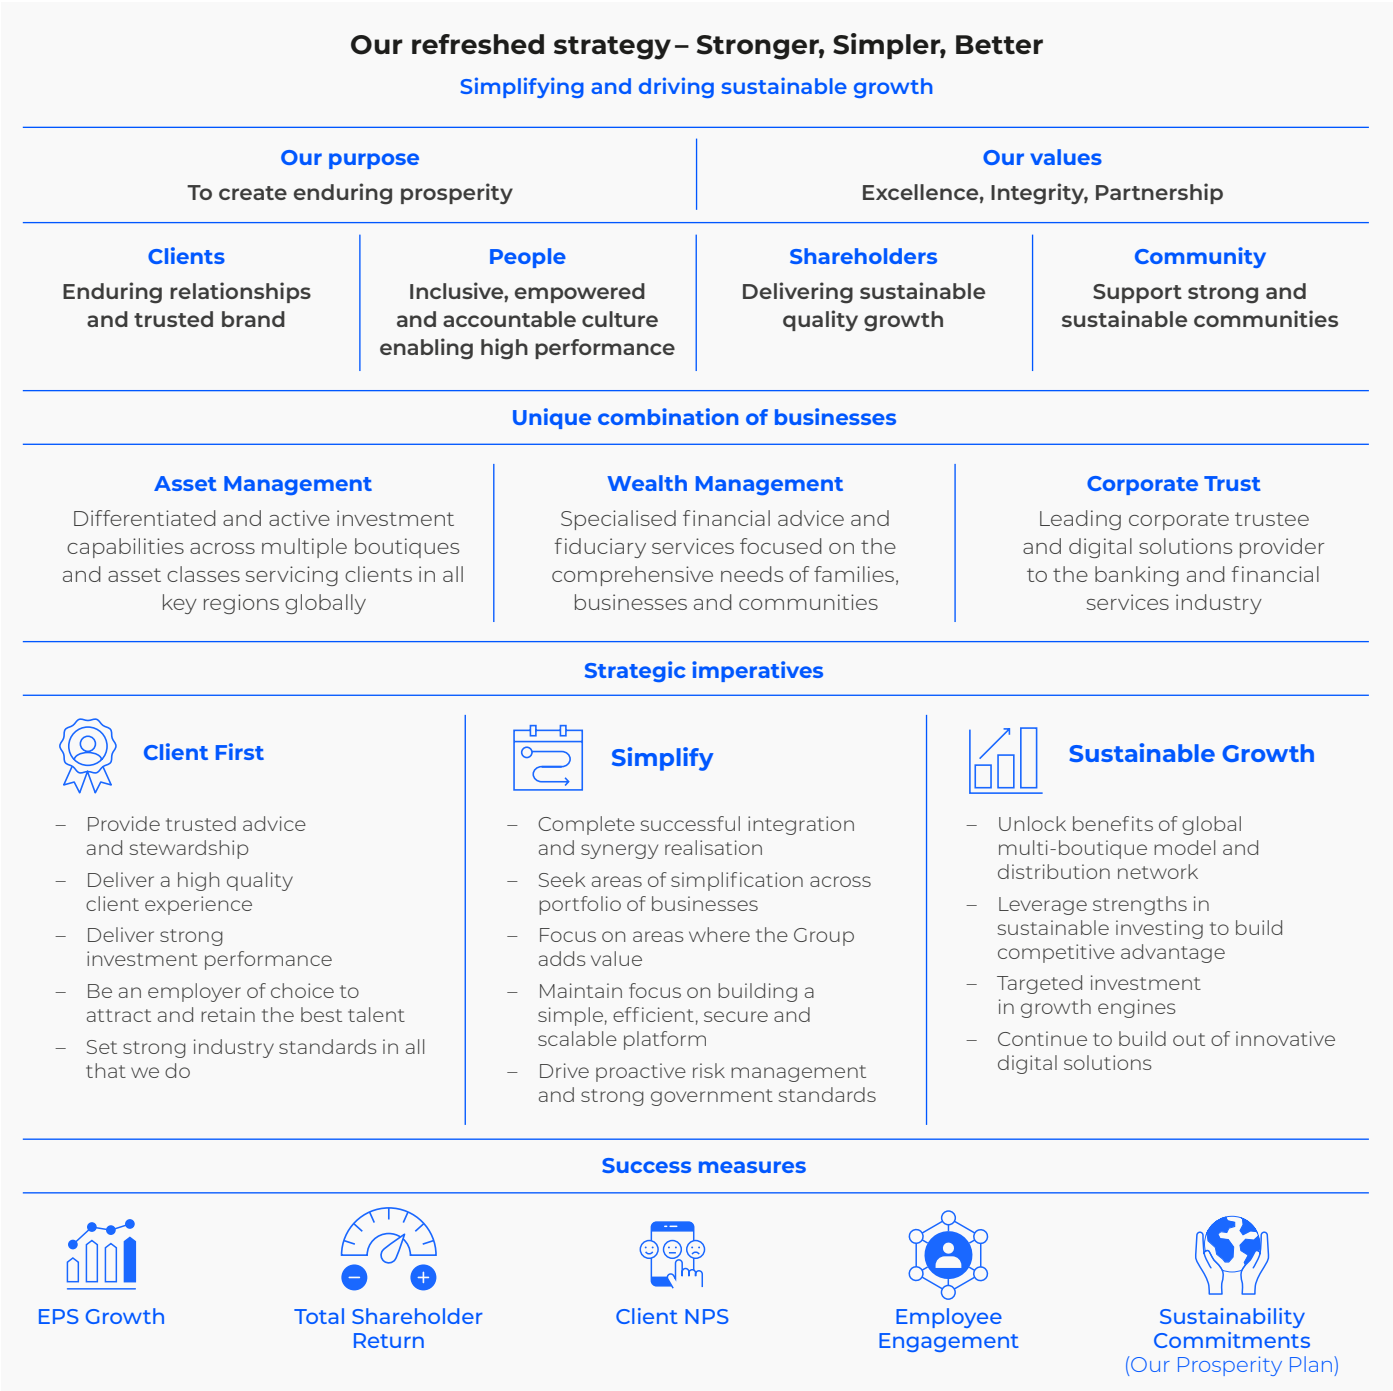 Our refreshed strategy – Stronger, Simpler, Better
Simplifying and driving sustainable growth
Our purpose
To create enduring prosperity
Our values
Excellence, Integrity, Partnership
Clients
Enduring relationships
and trusted brand
People
Inclusive, empowered
and accountable culture
enabling high performance
Shareholders
Delivering sustainable
quality growth
Community
Support strong and
sustainable communities
Unique combination of businesses
Asset Management
Differentiated and active investment
capabilities across multiple boutiques
and asset classes servicing clients in all
key regions globally
Wealth Management
Specialised financial advice and
fiduciary services focused on the
comprehensive needs of families,
businesses and communities
Corporate Trust
Leading corporate trustee
and digital solutions provider
to the banking and financial
services industry
Strategic imperatives
Client First
– Provide trusted advice
and stewardship
– Deliver a high quality
client experience
– Deliver strong
investment performance
– Be an employer of choice to
attract and retain the best talent
– Set strong industry standards in all
that we do
Simplify
– Complete successful integration
and synergy realisation
– Seek areas of simplification across
portfolio of businesses
– Focus on areas where the Group
adds value
– Maintain focus on building a
simple, efficient, secure and
scalable platform
– Drive proactive risk management
and strong government standards
Sustainable Growth
– Unlock benefits of global
multi-boutique model and
distribution network
– Leverage strengths in
sustainable investing to build
competitive advantage
– Targeted investment
in growth engines
– Continue to build out of innovative
digital solutions
Success measures
EPS Growth
Total Shareholder
Return
Client NPS
Employee
Engagement
Sustainability
Commitments
(Our Prosperity Plan)